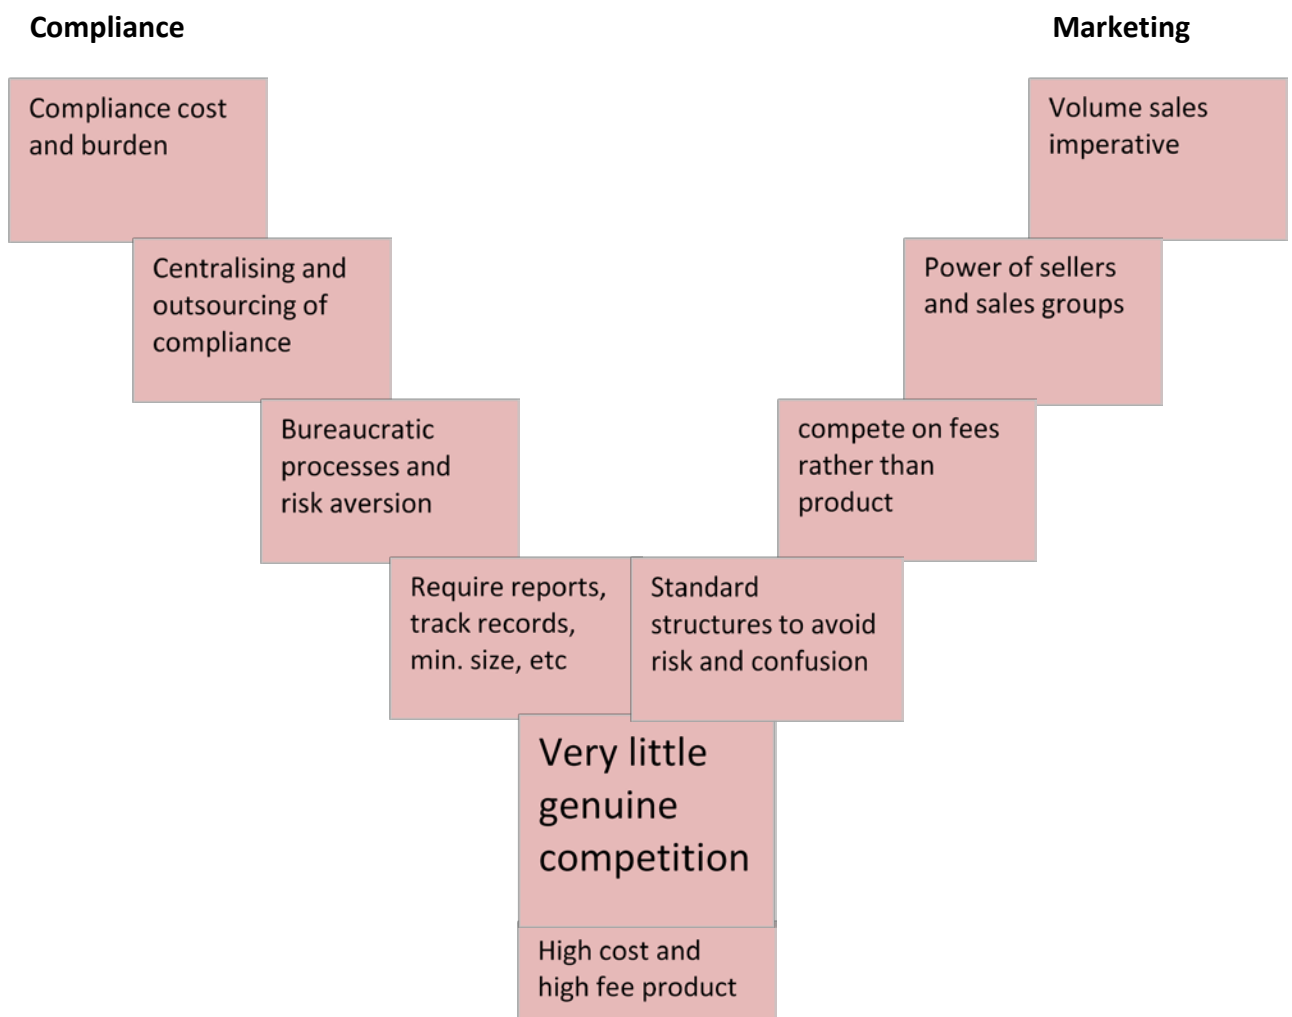 Compliance
Marketing
Compliance cost
and burden
Volume sales
imperative
Centralising and
outsourcing of
compliance
Power of sellers
and sales groups
Bureaucratic
processes and
risk aversion
compete on fees
rather than
product
Require reports,
track records,
min. size, etc
Standard
structures to avoid
risk and confusion
Very little
genuine
competition
High cost and
high fee product